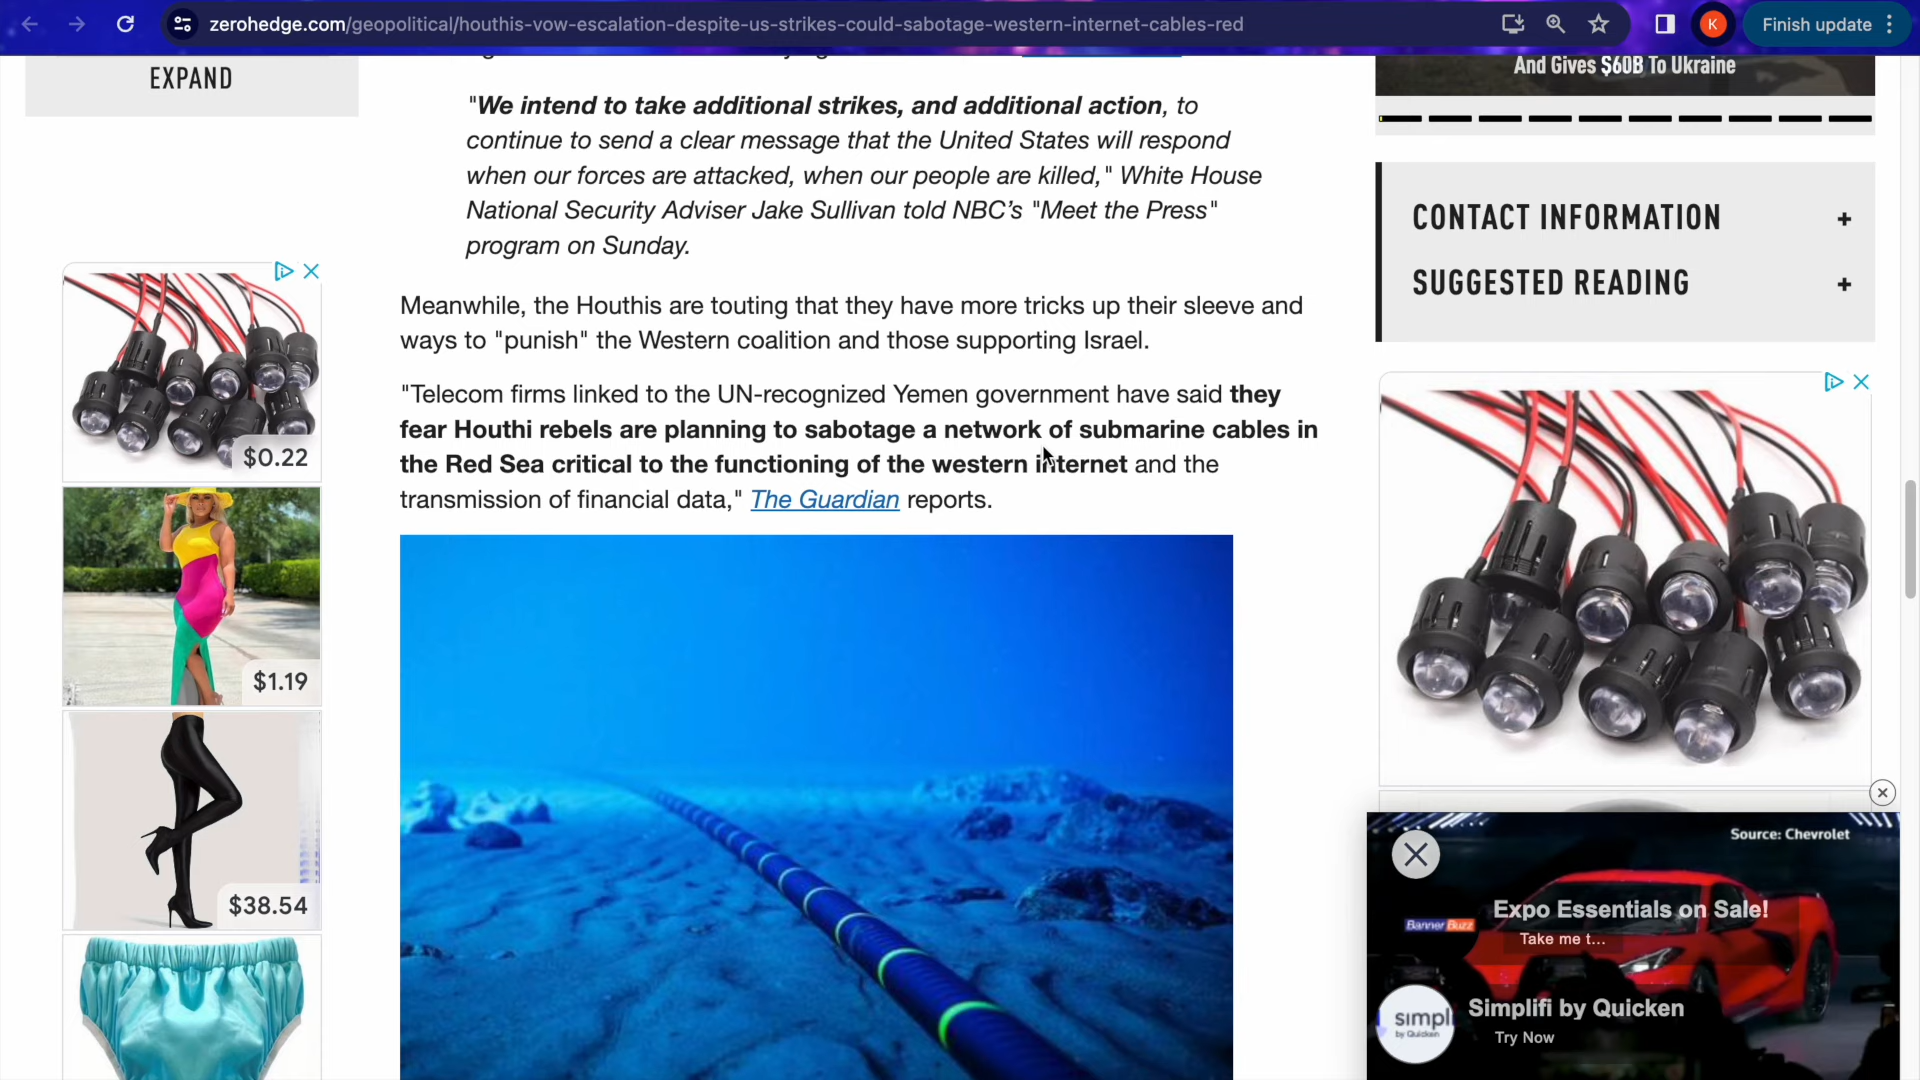 zerohedge.com/geopolitical/houthis-vow-escalation-despite-us-strikes-could-sabotage-western-internet-cables-red
K
Finish update
EXPAND
"We intend to take additional strikes, and additional action, to
continue to send a clear message that the United States will respond
when our forces are attacked, when our people are killed," White House
National Security Adviser Jake Sullivan told NBC’s "Meet the Press"
program on Sunday.
Meanwhile, the Houthis are touting that they have more tricks up their sleeve and
ways to "punish" the Western coalition and those supporting Israel.
"Telecom firms linked to the UN-recognized Yemen government have said they
fear Houthi rebels are planning to sabotage a network of submarine cables in
the Red Sea critical to the functioning of the western internet and the
transmission of financial data," The Guardian reports.
$0.22
$1.19
$38.54
And Gives $60B To Ukraine
CONTACT INFORMATION +
SUGGESTED READING +
Source: Chevrolet
Banner Buzz
Expo Essentials on Sale!
Take me t...
simpli
by Quicken
Simplifi by Quicken
Try Now